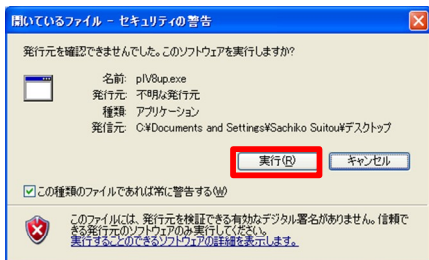 開いているファイル - セキュリティの警告
発行元を確認できませんでした。このソフトウェアを実行しますか?
名前: pIV8up.exe
発行元: 不明な発行元
種類: アプリケーション
発信元: C:¥Documents and Settings¥Sachiko Suitou¥デスクトップ
実行(R)
キャンセル
この種類のファイルであれば常に警告する(W)
このファイルには、発行元を検証できる有効なデジタル署名がありません。信頼で
きる発行元のソフトウェアのみ実行してください。
実行することのできるソフトウェアの詳細を表示します。